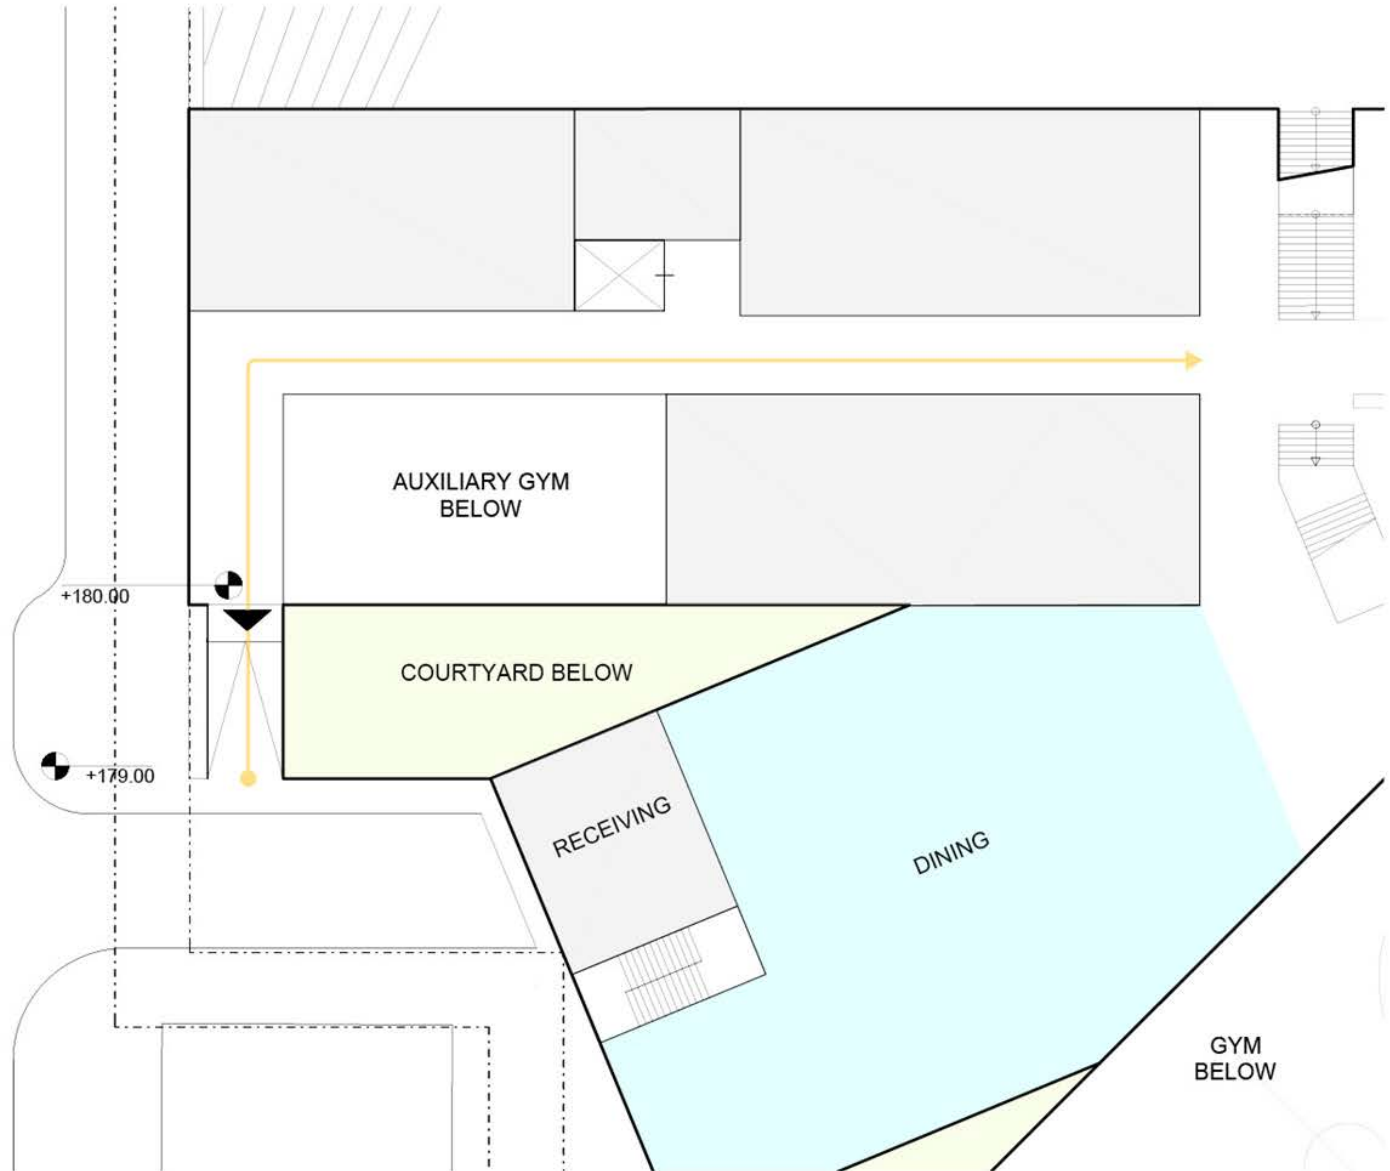 AUXILIARY GYM
BELOW
+180.00
COURTYARD BELOW
+179.00
RECEIVING
DINING
GYM
BELOW